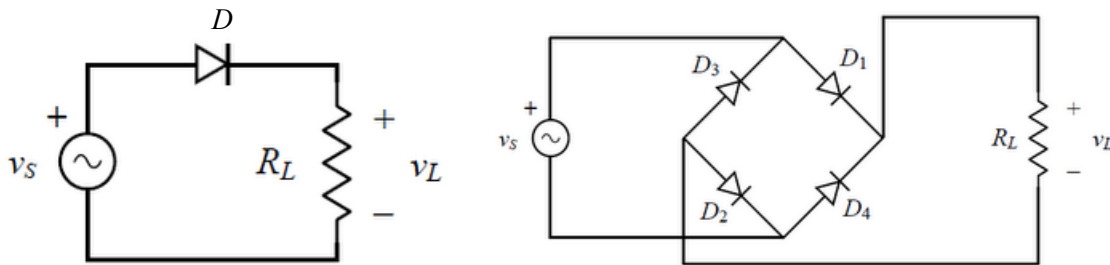 D
+
v_S
R_L
+
v_L
−
D_3
D_1
+
v_S
D_2
D_4
R_L
+
v_L
−